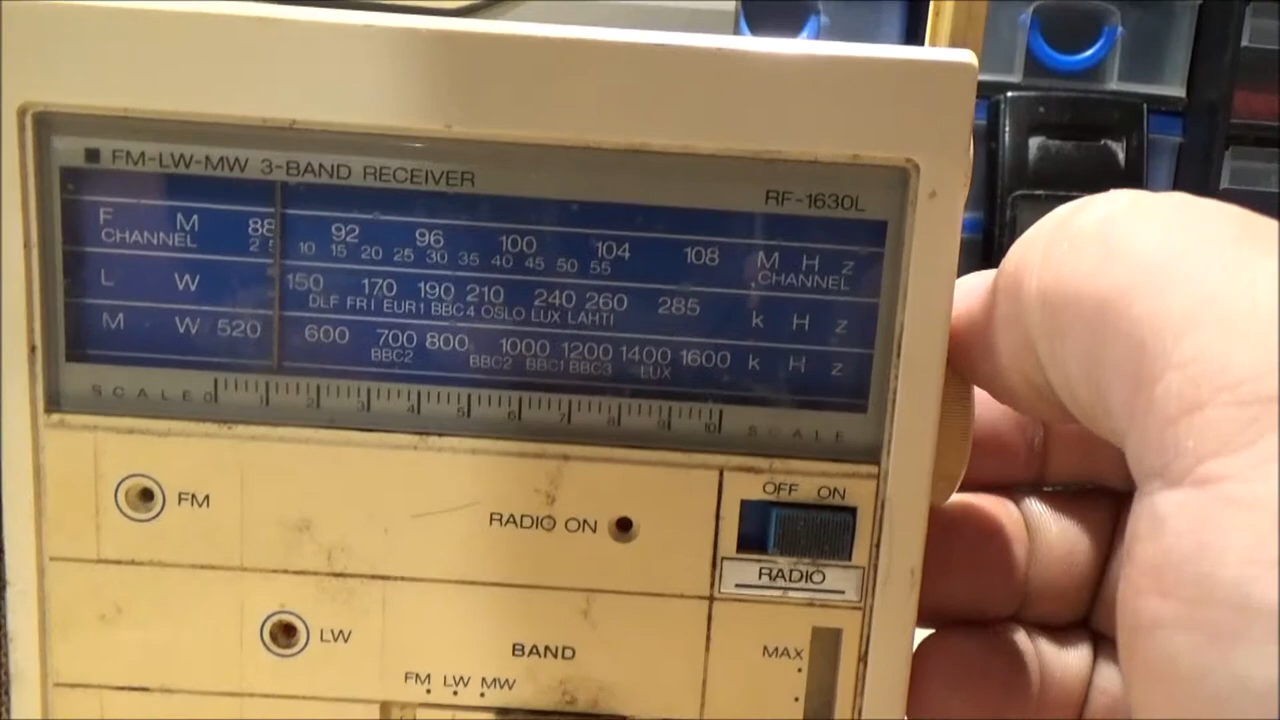 FM-LW-MW 3-BAND RECEIVER
RF-1630L
F M 88 92 96 100 104 108 M H z
CHANNEL 2 5 10 15 20 25 30 35 40 45 50 55 CHANNEL
L W 150 170 190 210 240 260 285 k H z
DLF FR1 EUR1 BBC4 OSLO LUX LAHTI
M W 520 600 700 800 1000 1200 1400 1600 k H z
BBC2 BBC2 BBC1 BBC3 LUX
SCALE 0 1 2 3 4 5 6 7 8 9 10 SCALE
OFF ON
FM
RADIO ON
RADIO
LW
BAND
MAX
FM LW MW